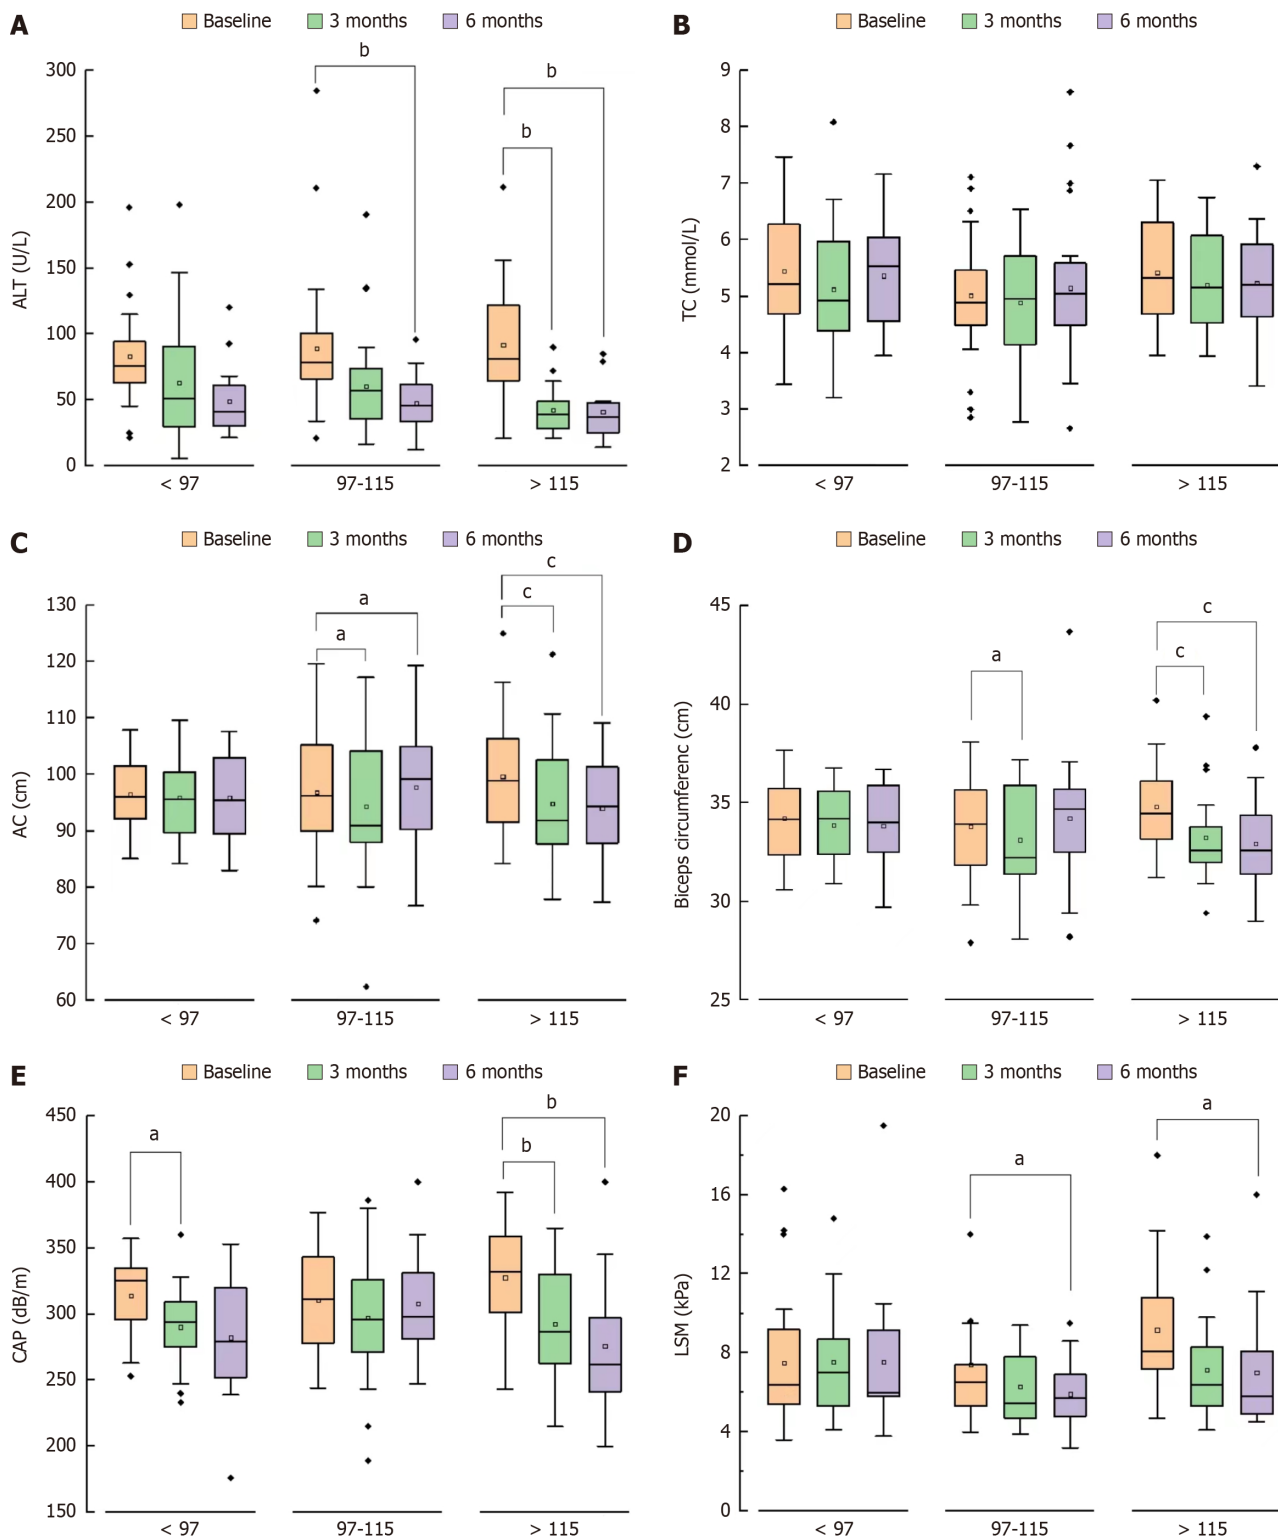 A
Baseline 3 months 6 months
ALT (U/L)
300
250
200
150
100
50
0
b
b
b
< 97 97-115 > 115
B
Baseline 3 months 6 months
TC (mmol/L)
9
8
7
6
5
4
3
2
< 97 97-115 > 115
C
Baseline 3 months 6 months
AC (cm)
130
120
110
100
90
80
70
60
a
a
c
c
< 97 97-115 > 115
D
Baseline 3 months 6 months
Biceps circumferenc (cm)
45
40
35
30
25
a
c
c
< 97 97-115 > 115
E
Baseline 3 months 6 months
CAP (dB/m)
450
400
350
300
250
200
150
a
b
b
< 97 97-115 > 115
F
Baseline 3 months 6 months
LSM (kPa)
20
16
12
8
4
0
a
a
< 97 97-115 > 115